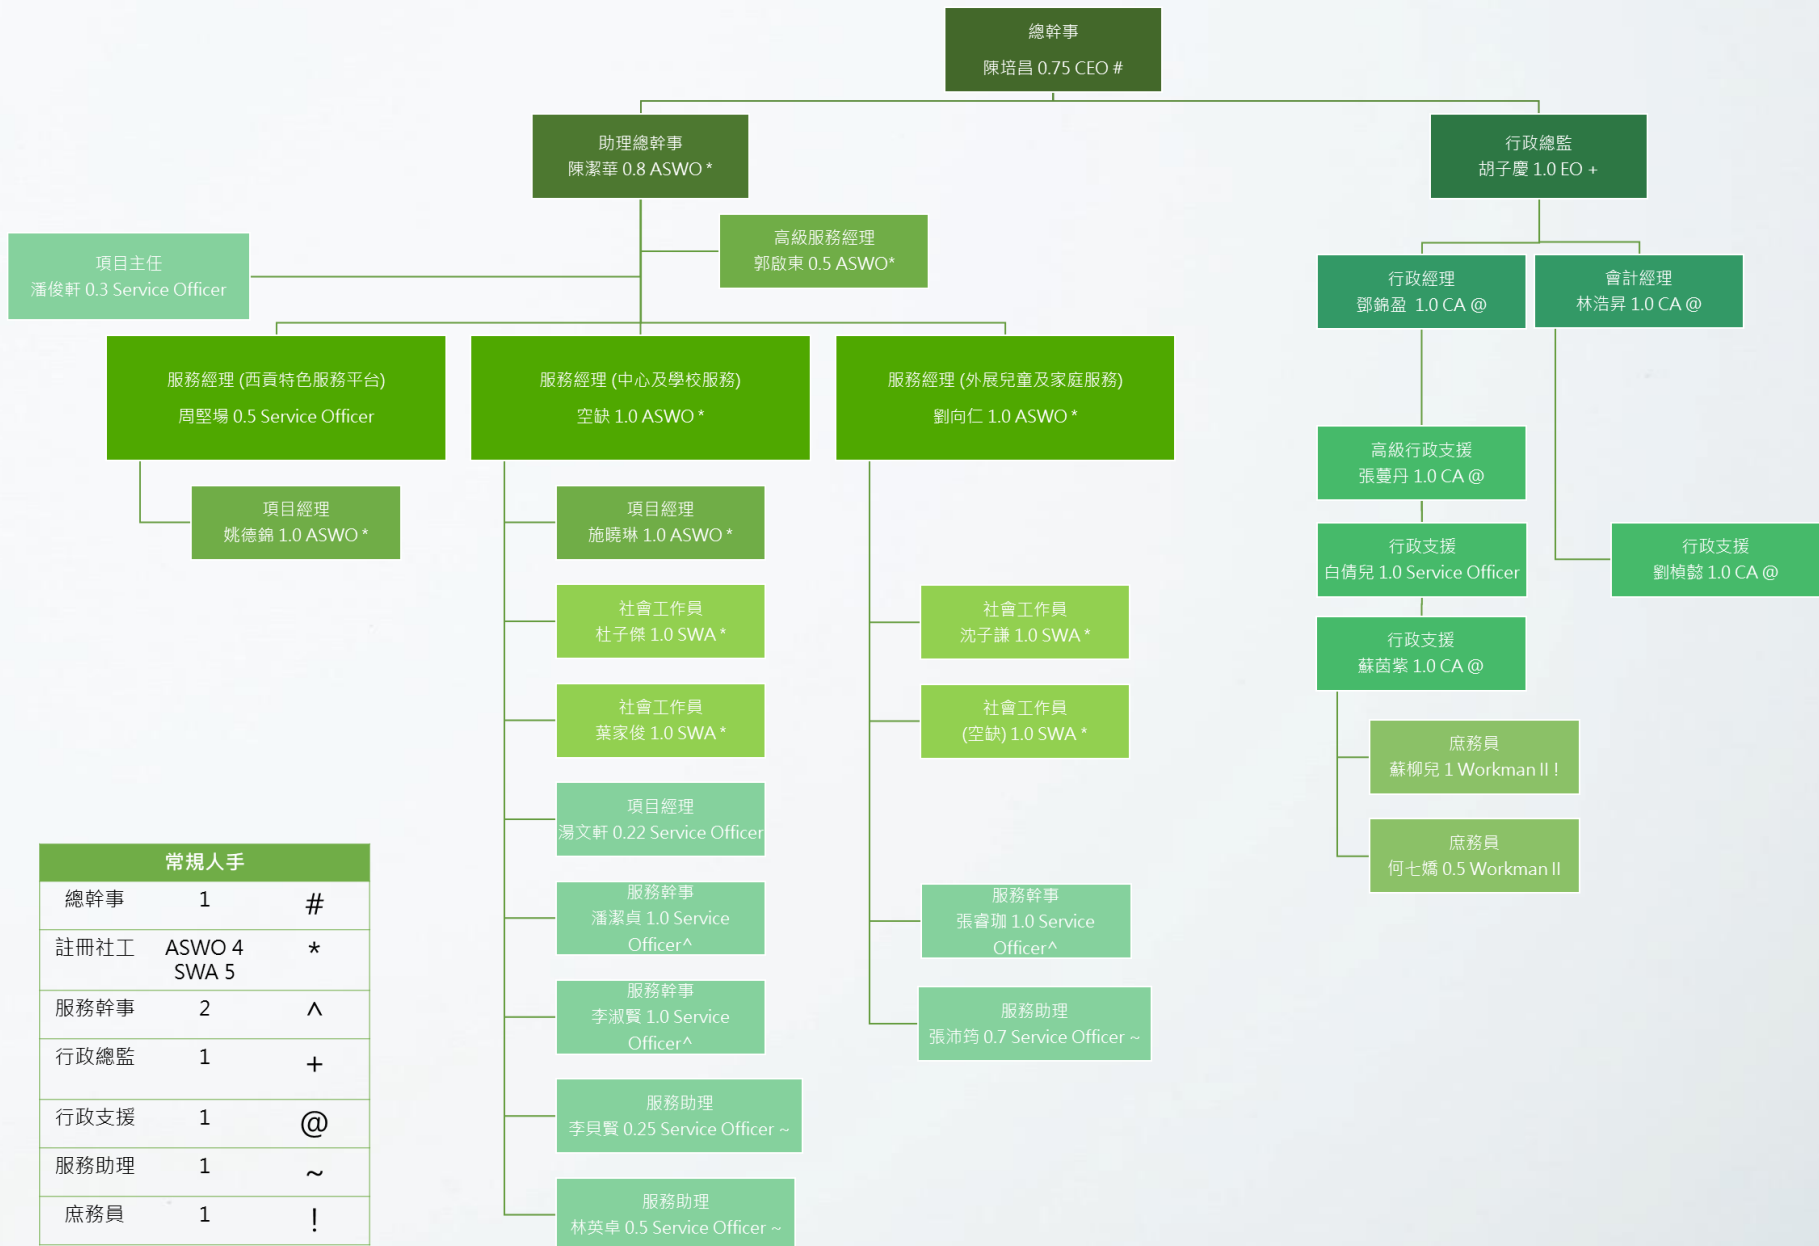 總幹事
陳培昌 0.75 CEO #
助理總幹事
陳潔華 0.8 ASWO *
行政總監
胡子慶 1.0 EO +
高級服務經理
郭啟東 0.5 ASWO*
項目主任
潘俊軒 0.3 Service Officer
行政經理
鄧錦盈 1.0 CA @
會計經理
林浩昇 1.0 CA @
服務經理 (西貢特色服務平台)
周堅場 0.5 Service Officer
服務經理 (中心及學校服務)
空缺 1.0 ASWO *
服務經理 (外展兒童及家庭服務)
劉向仁 1.0 ASWO *
項目經理
姚德錦 1.0 ASWO *
項目經理
施曉琳 1.0 ASWO *
社會工作員
杜子傑 1.0 SWA *
社會工作員
葉家俊 1.0 SWA *
項目經理
湯文軒 0.22 Service Officer
服務幹事
潘潔貞 1.0 Service
Officer^
服務幹事
李淑賢 1.0 Service
Officer^
服務助理
李貝賢 0.25 Service Officer ~
服務助理
林英卓 0.5 Service Officer ~
社會工作員
沈子謙 1.0 SWA *
社會工作員
(空缺) 1.0 SWA *
服務幹事
張睿珈 1.0 Service
Officer^
服務助理
張沛筠 0.7 Service Officer ~
高級行政支援
張蔓丹 1.0 CA @
行政支援
白倩兒 1.0 Service Officer
行政支援
蘇茵紫 1.0 CA @
庶務員
蘇柳兒 1 Workman II !
庶務員
何七嬌 0.5 Workman II
行政支援
劉楨懿 1.0 CA @
常規人手
總幹事 1 #
註冊社工 ASWO 4 *
SWA 5
服務幹事 2 ^
行政總監 1 +
行政支援 1 @
服務助理 1 ~
庶務員 1 !